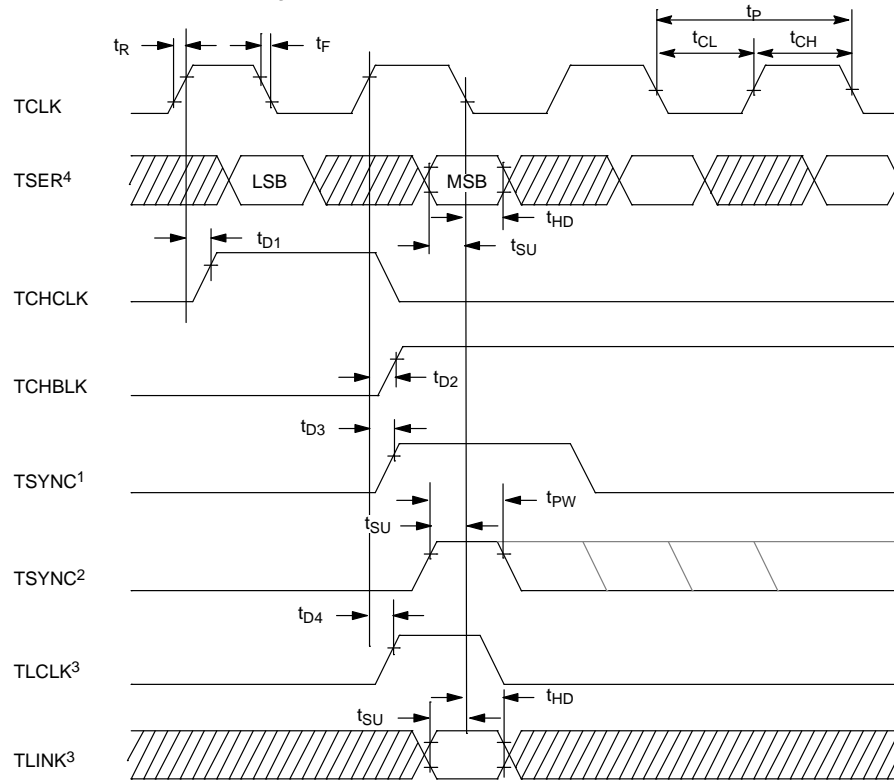 tP
tR tF tCL tCH
TCLK
TSER4 LSB MSB
tHD
tD1 tSU
TCHCLK
TCHBLK tD2
tD3
TSYNC1
tPW
tSU
TSYNC2
tD4
TLCLK3
tHD
tSU
TLINK3